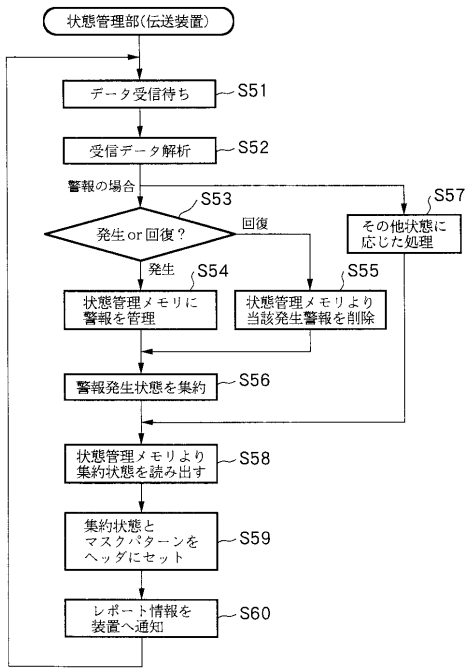 状態管理部(伝送装置)
データ受信待ち
S51
受信データ解析
S52
警報の場合
S53
発生or回復?
回復
発生
S57
その他状態に
応じた処理
S54
状態管理メモリに
警報を管理
S55
状態管理メモリより
当該発生警報を削除
警報発生状態を集約
S56
状態管理メモリより
集約状態を読み出す
S58
集約状態と
マスクパターンを
ヘッダにセット
S59
レポート情報を
装置へ通知
S60